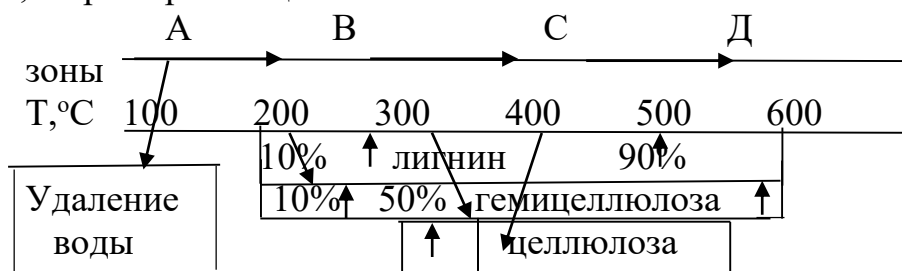 А В С Д
зоны
Т,°С 100 200 300 400 500 600
10% лигнин 90%
Удаление 10% 50% гемицеллюлоза
воды целлюлоза